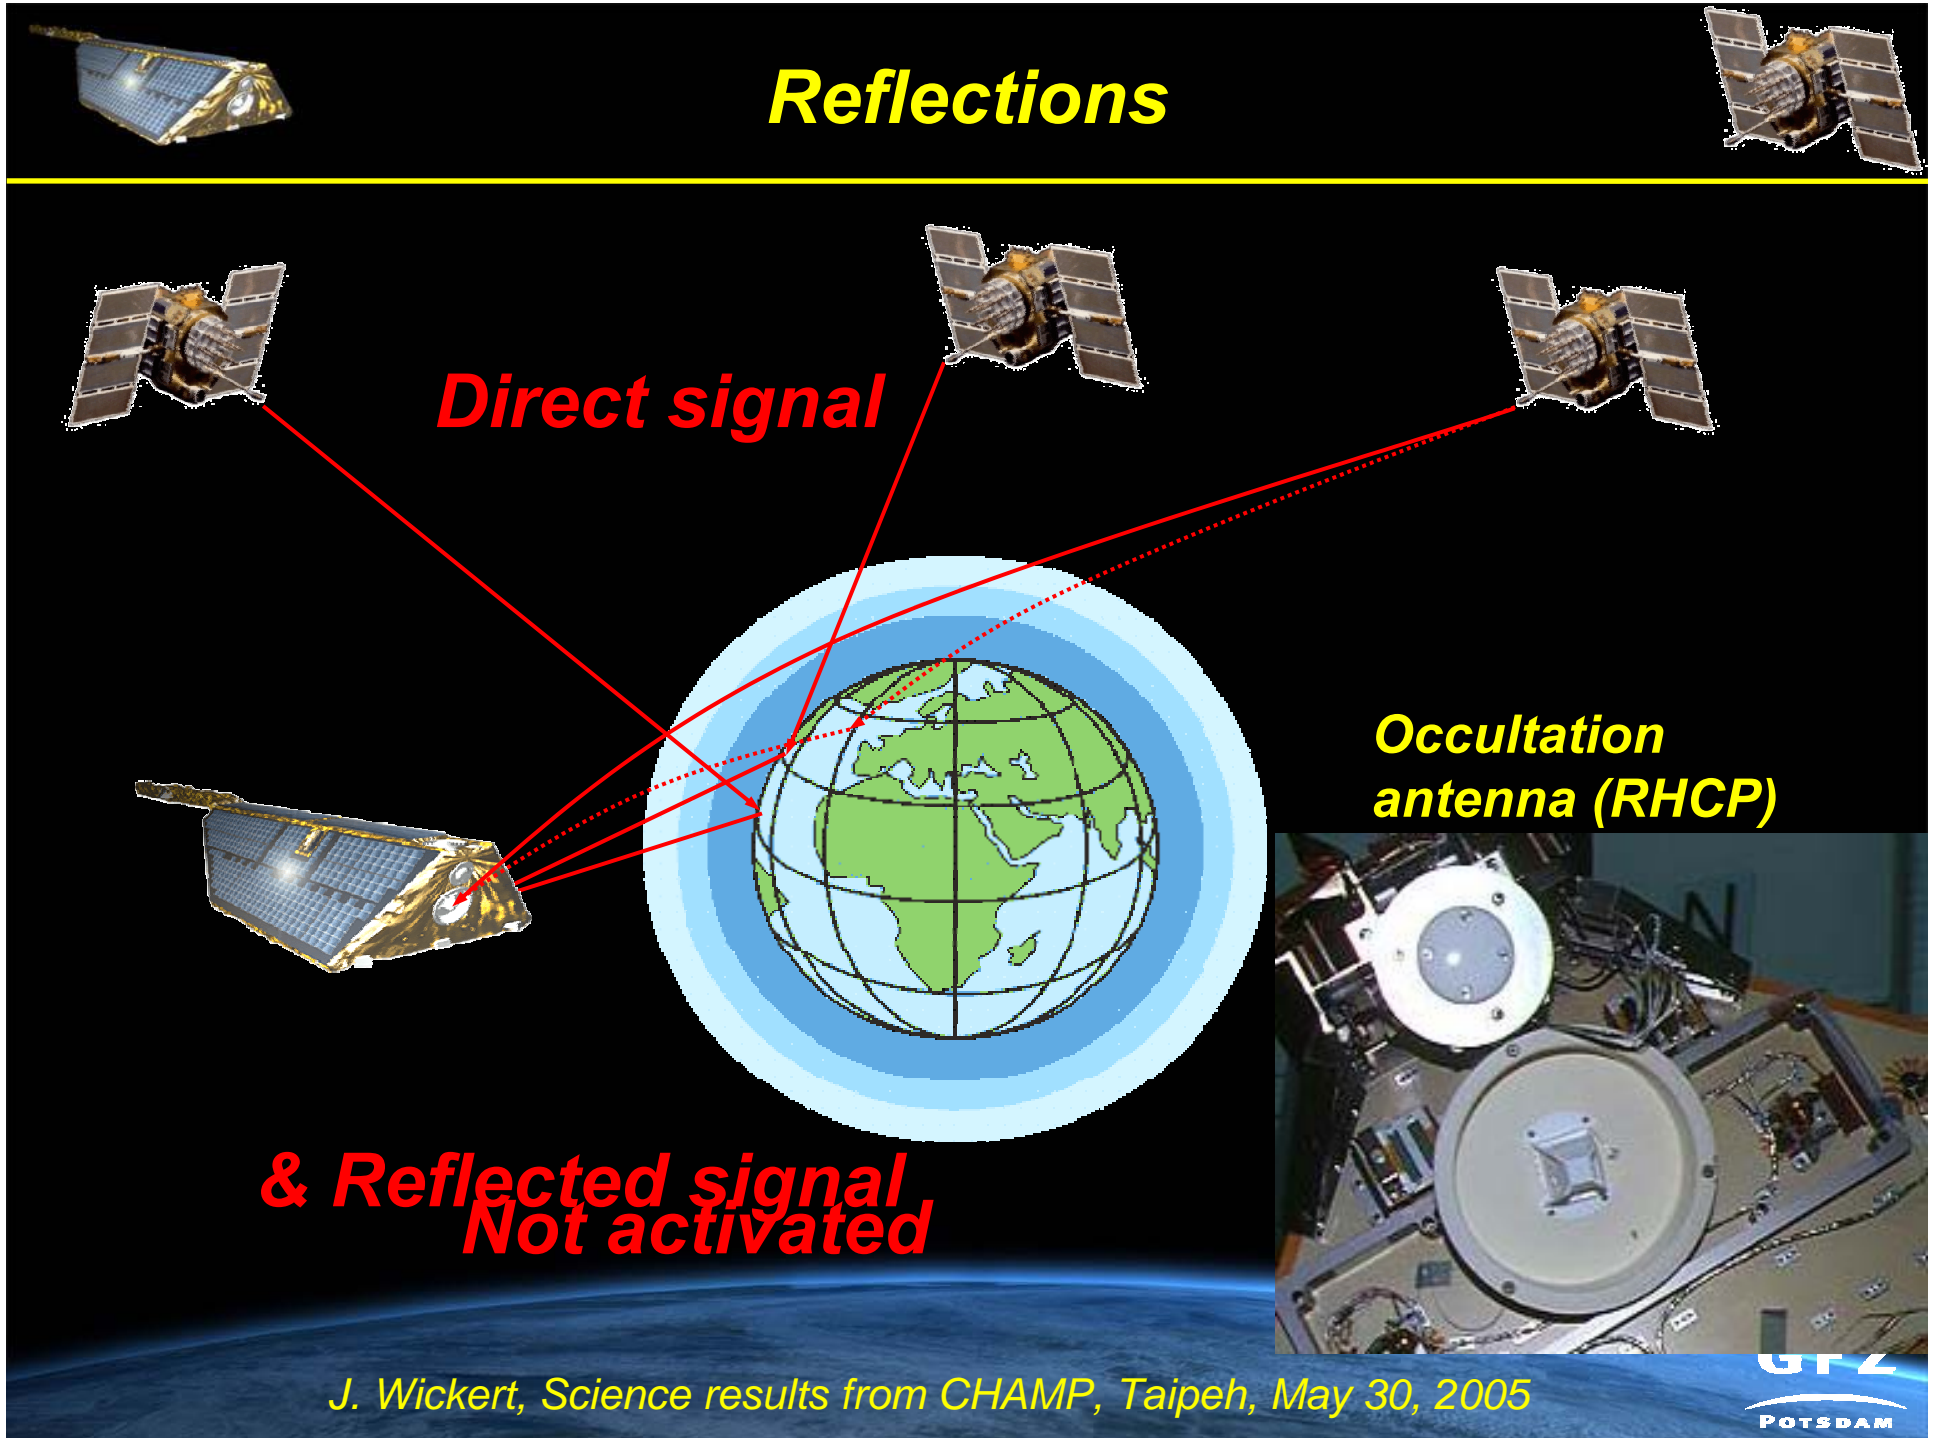 Reflections
Direct signal
Occultation
antenna (RHCP)
& Reflected signal
Not activated
J. Wickert, Science results from CHAMP, Taipeh, May 30, 2005
GFZ
POTSDAM